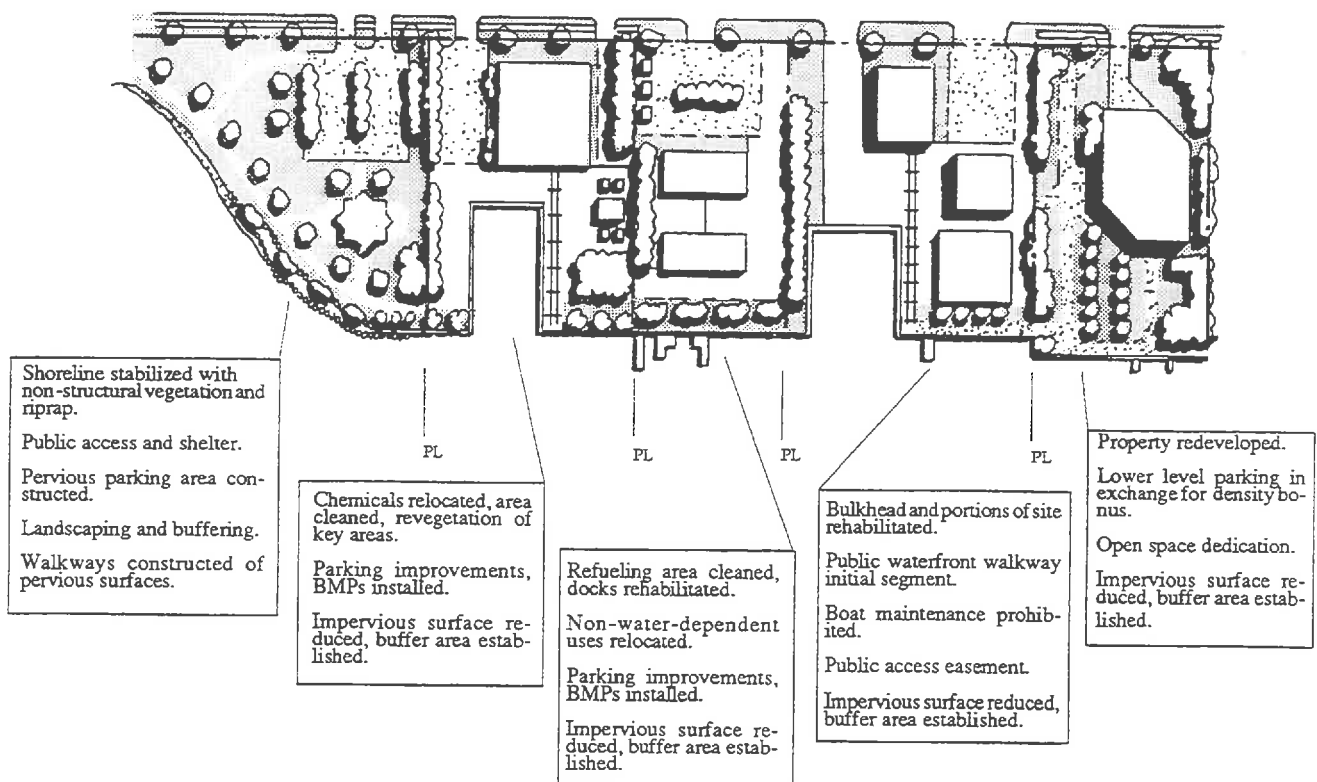 Shoreline stabilized with
non-structural vegetation and
riprap.
Public access and shelter.
Pervious parking area con-
structed.
Landscaping and buffering.
Walkways constructed of
pervious surfaces.
PL
Chemicals relocated, area
cleaned, revegetation of
key areas.
Parking improvements,
BMPs installed.
Impervious surface re-
duced, buffer area estab-
lished.
PL
Refueling area cleaned,
docks rehabilitated.
Non-water-dependent
uses relocated.
Parking improvements,
BMPs installed.
Impervious surface re-
duced, buffer area estab-
lished.
PL
Bulkhead and portions of site
rehabilitated.
Public waterfront walkway
initial segment.
Boat maintenance prohib-
ited.
Public access easement.
Impervious surface reduced,
buffer area established.
PL
Property redeveloped.
Lower level parking in
exchange for density bo-
nus.
Open space dedication.
Impervious surface re-
duced, buffer area estab-
lished.